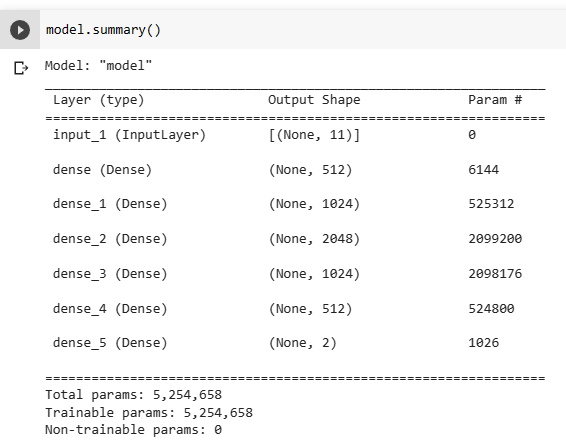 model.summary()
Model: "model"
_________________________________________________________________
Layer (type) Output Shape Param #
=================================================================
input_1 (InputLayer) [(None, 11)] 0
dense (Dense) (None, 512) 6144
dense_1 (Dense) (None, 1024) 525312
dense_2 (Dense) (None, 2048) 2099200
dense_3 (Dense) (None, 1024) 2098176
dense_4 (Dense) (None, 512) 524800
dense_5 (Dense) (None, 2) 1026
=================================================================
Total params: 5,254,658
Trainable params: 5,254,658
Non-trainable params: 0